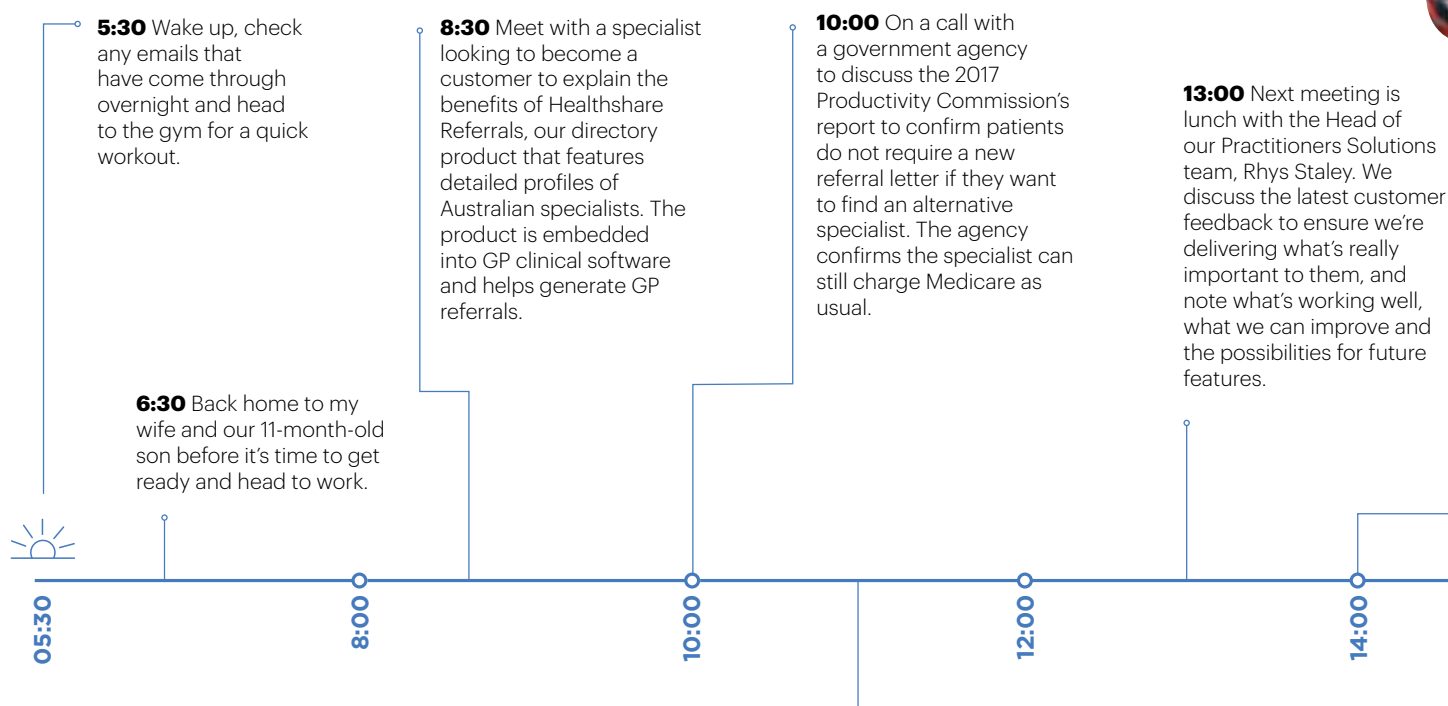 5:30 Wake up, check
any emails that
have come through
overnight and head
to the gym for a quick
workout.
6:30 Back home to my
wife and our 11-month-old
son before it's time to get
ready and head to work.
8:30 Meet with a specialist
looking to become a
customer to explain the
benefits of Healthshare
Referrals, our directory
product that features
detailed profiles of
Australian specialists. The
product is embedded
into GP clinical software
and helps generate GP
referrals.
10:00 On a call with
a government agency
to discuss the 2017
Productivity Commission's
report to confirm patients
do not require a new
referral letter if they want
to find an alternative
specialist. The agency
confirms the specialist can
still charge Medicare as
usual.
13:00 Next meeting is
lunch with the Head of
our Practitioners Solutions
team, Rhys Staley. We
discuss the latest customer
feedback to ensure we're
delivering what's really
important to them, and
note what's working well,
what we can improve and
the possibilities for future
features.
05:30
8:00
10:00
12:00
14:00